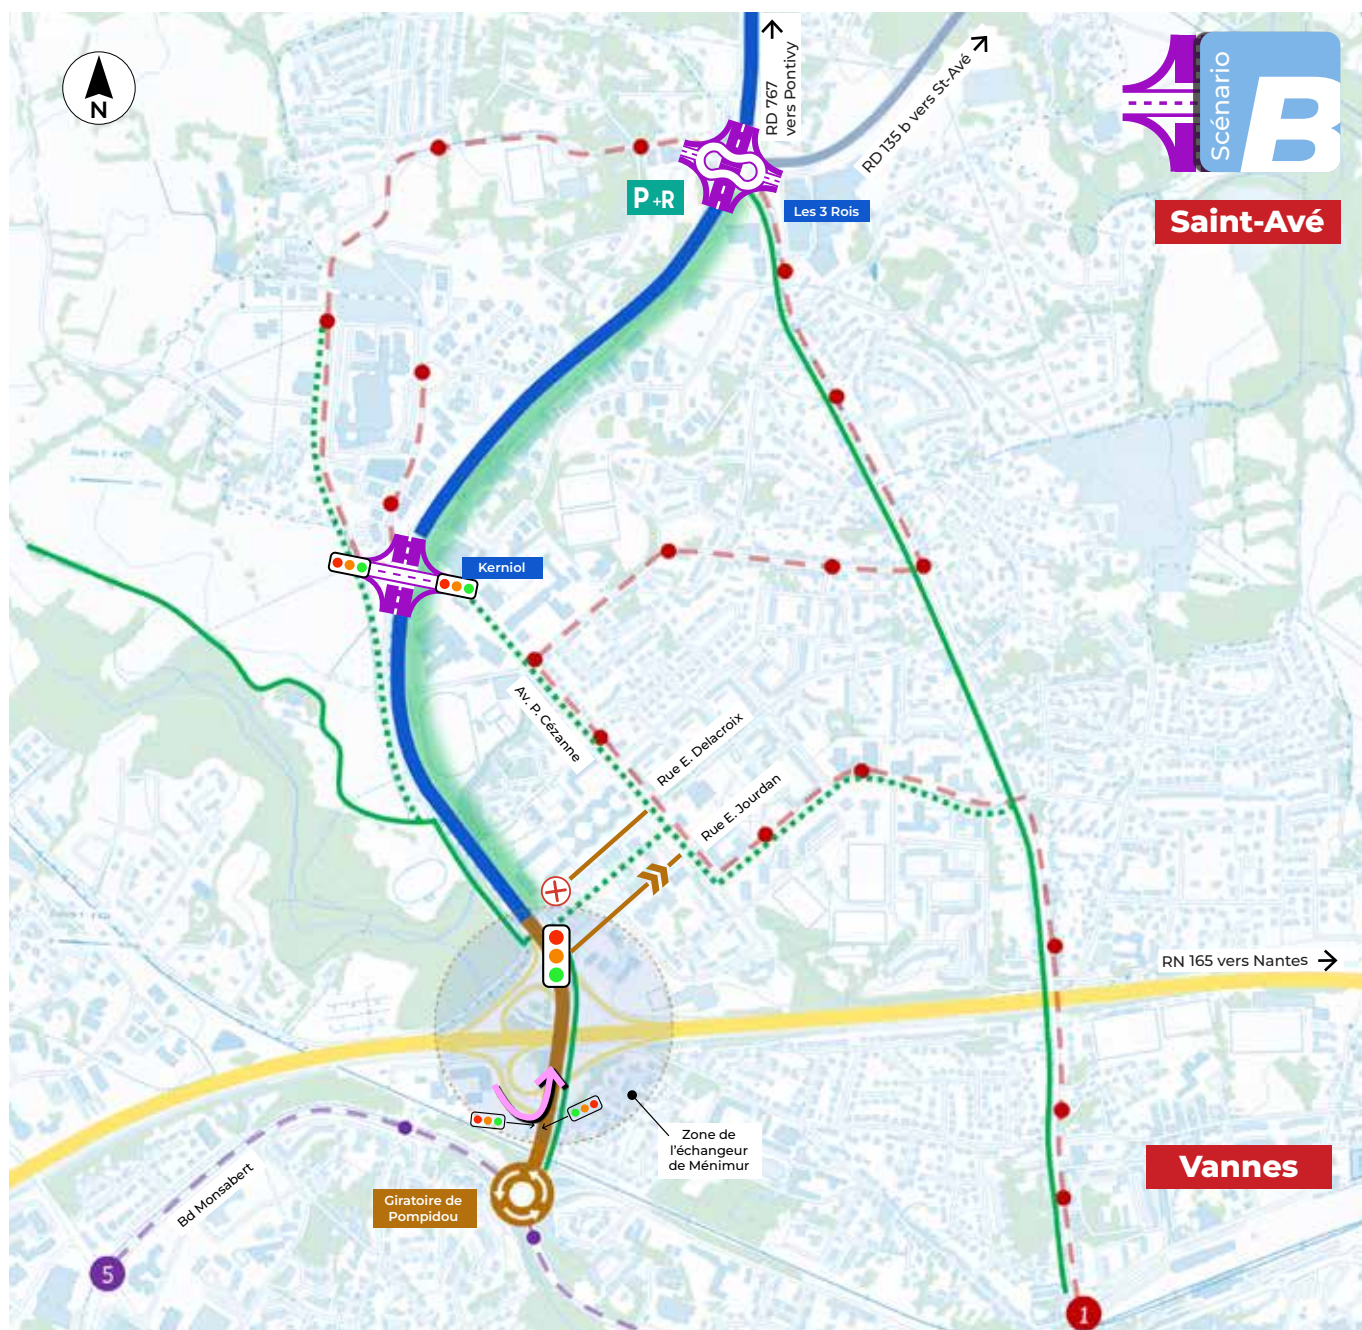 N
RD 767
vers Pontivy
RD 135 b vers St-Avé
Scénario
B
Saint-Avé
P+R
Les 3 Rois
Kerniol
Av. P. Cézanne
Rue E. Delacroix
Rue E. Jourdan
RN 165 vers Nantes
Zone de
l'échangeur
de Ménimur
Vannes
Bd Monsabert
Giratoire de
Pompidou
5
1